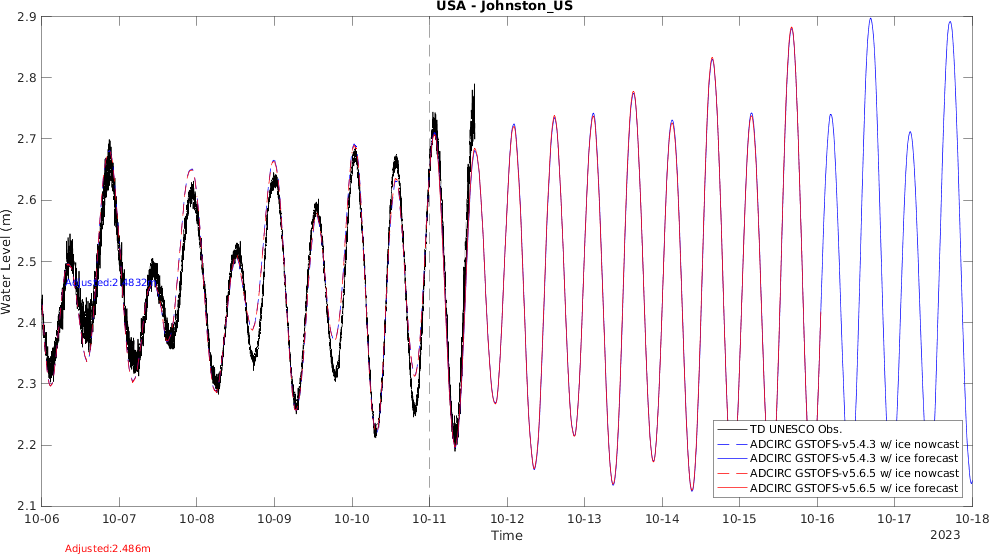 USA - Johnston_US
2.9
2.8
2.7
2.6
2.5
2.4
2.3
2.2
2.1
Water Level (m)
10-06 10-07 10-08 10-09 10-10 10-11 10-12 10-13 10-14 10-15 10-16 10-17 10-18
Time
2023
TD UNESCO Obs.
ADCIRC GSTOFS-v5.4.3 w/ ice nowcast
ADCIRC GSTOFS-v5.4.3 w/ ice forecast
ADCIRC GSTOFS-v5.6.5 w/ ice nowcast
ADCIRC GSTOFS-v5.6.5 w/ ice forecast
Adjusted:2.486m